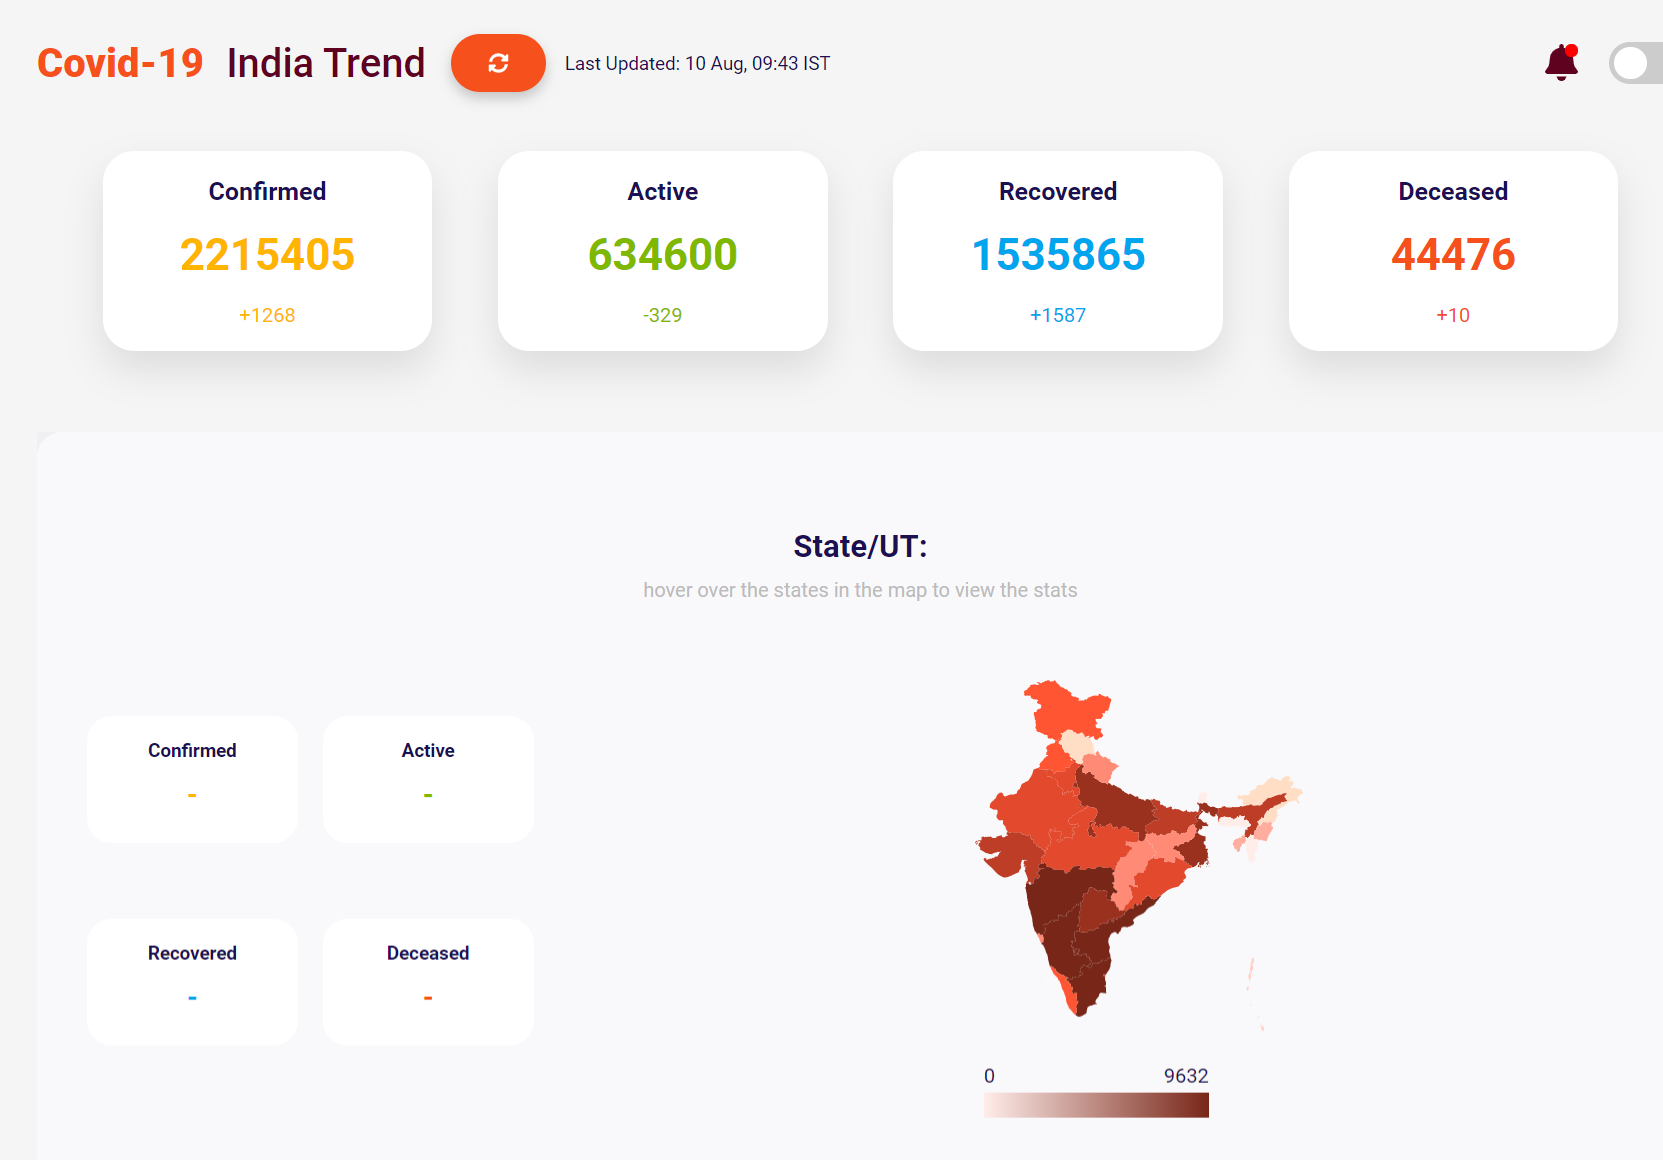 Covid-19 India Trend Last Updated: 10 Aug, 09:43 IST
Confirmed Active Recovered Deceased
2215405 634600 1535865 44476
+1268 -329 +1587 +10
State/UT:
hover over the states in the map to view the stats
Confirmed Active
- -
Recovered Deceased
- -
0 9632